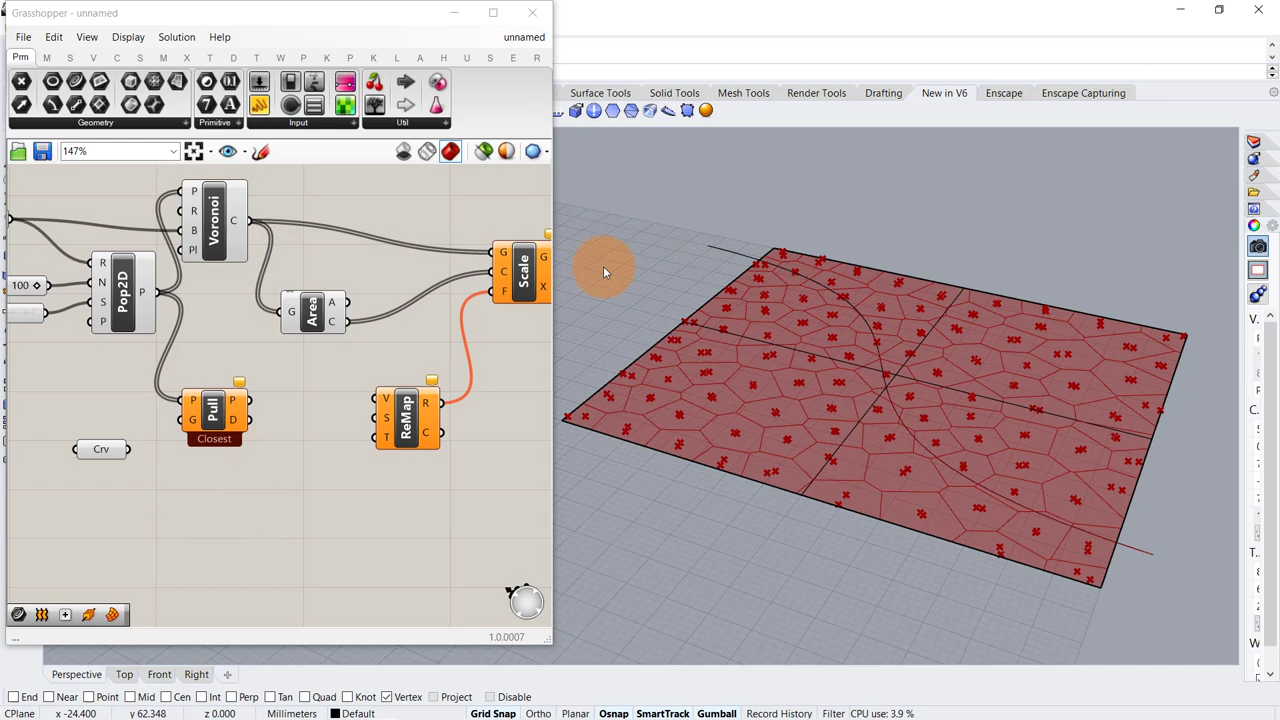 Grasshopper - unnamed
File Edit View Display Solution Help unnamed
Pm M S V C S M X T D T W P K L A H U S E R
Geometry Primitive Input Util
147%
Surface Tools Solid Tools Mesh Tools Render Tools Drafting New in V6 Enscape Enscape Capturing
P R B Pl Voronoi C
R N S P Pop2D P
100
G Area A C
G C F Scale G X
P G Pull P D
Closest
V S T ReMap R C
Crv
...
1.0.0007
V.
C.
T.
W
Perspective Top Front Right
End Near Point Mid Cen Int Perp Tan Quad Knot Vertex Project Disable
CPlane x -24.400 y 62.348 z 0.000 Millimeters Default Grid Snap Ortho Planar Osnap SmartTrack Gumball Record History Filter CPU use: 3.9 %